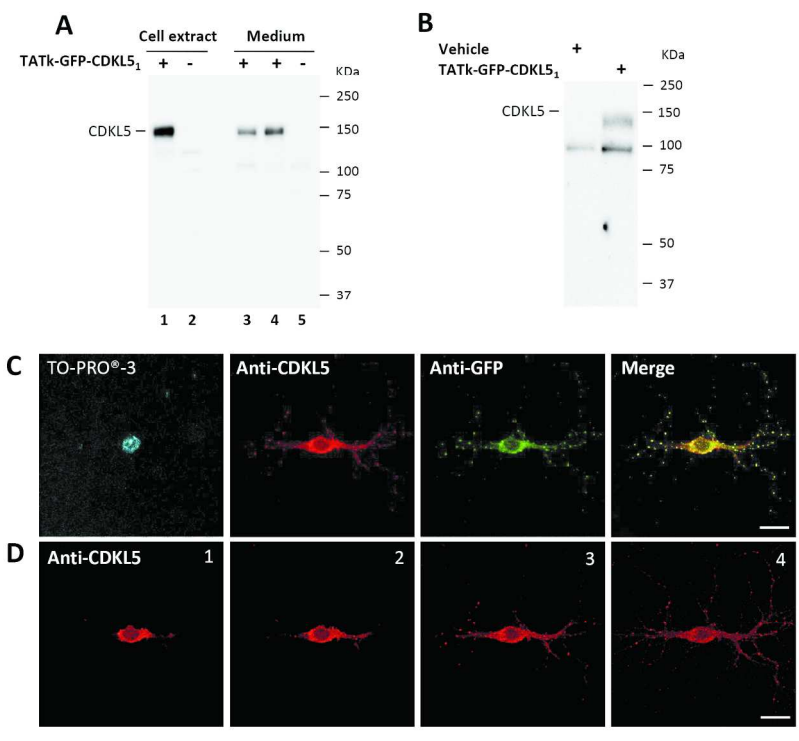 A
Cell extract Medium
TATk-GFP-CDKL5₁ + - + + -
KDa
250
CDKL5 150
100
75
50
37
1 2 3 4 5
B
Vehicle +
KDa
TATk-GFP-CDKL5₁ +
250
CDKL5 150
100
75
50
37
C TO-PRO®-3 Anti-CDKL5 Anti-GFP Merge
D Anti-CDKL5 1 2 3 4